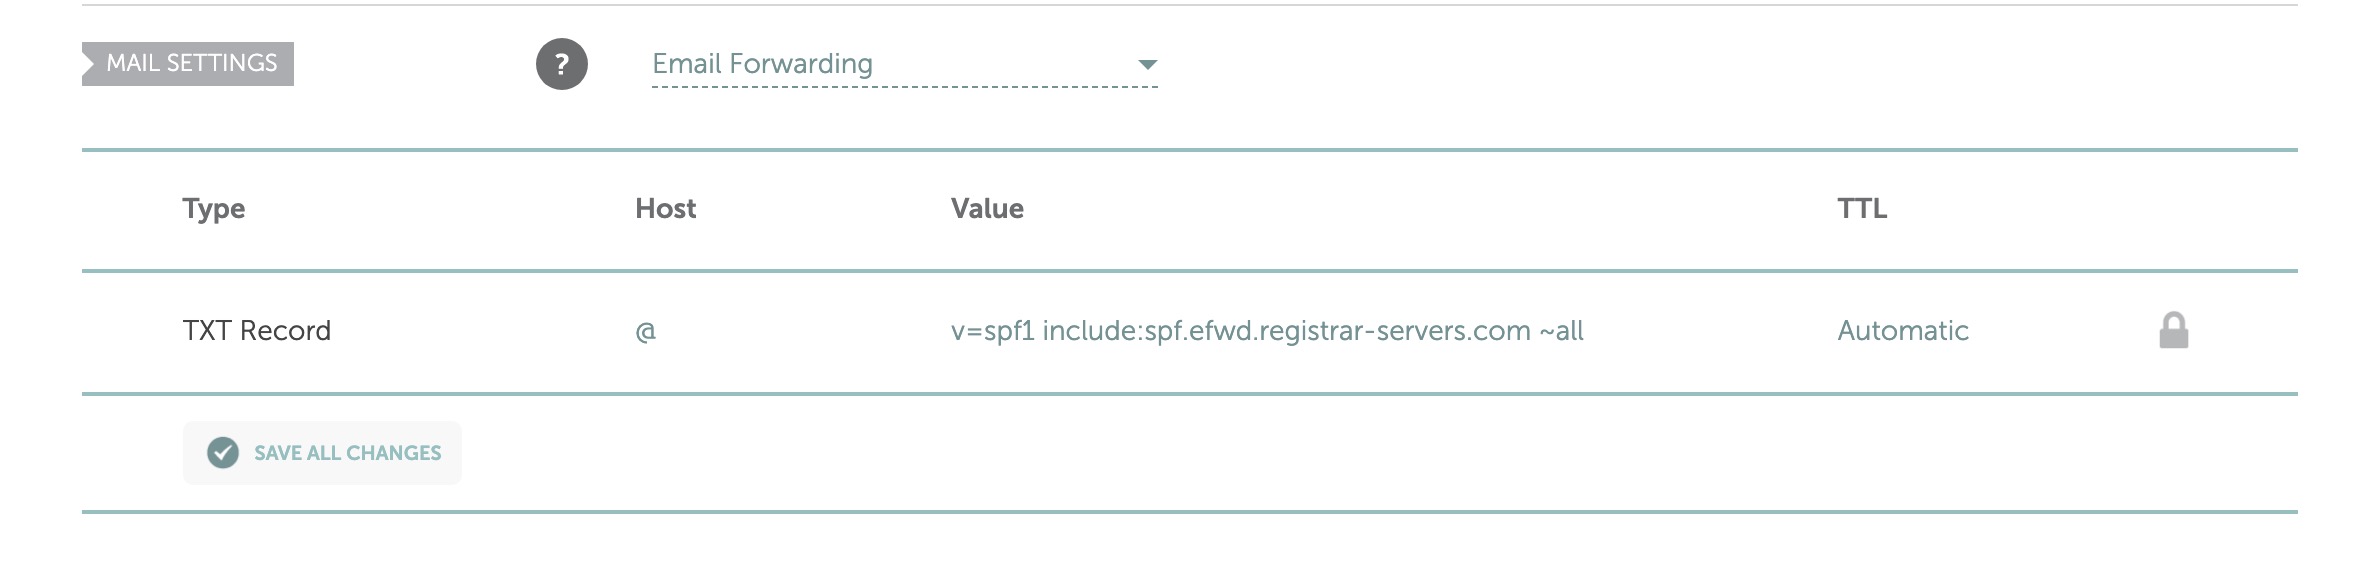 MAIL SETTINGS ? Email Forwarding
Type Host Value TTL
TXT Record @ v=spf1 include:spf.efwd.registrar-servers.com ~all Automatic
SAVE ALL CHANGES